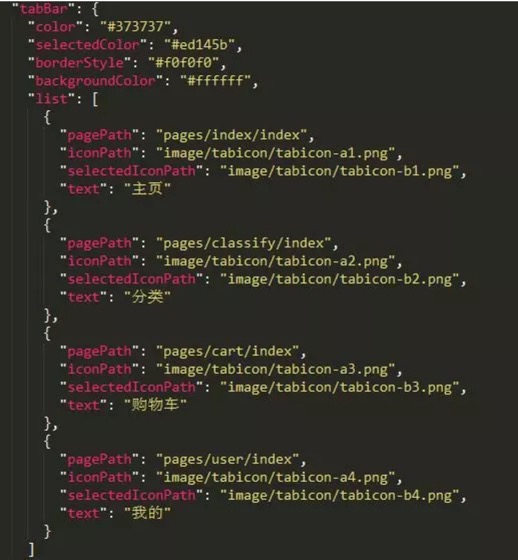 "tabBar": {
"color": "#373737",
"selectedColor": "#ed145b",
"borderStyle": "#f0f0f0",
"backgroundColor": "#ffffff",
"list": [
{
"pagePath": "pages/index/index",
"iconPath": "image/tabicon/tabicon-a1.png",
"selectedIconPath": "image/tabicon/tabicon-b1.png",
"text": "主页"
},
{
"pagePath": "pages/classify/index",
"iconPath": "image/tabicon/tabicon-a2.png",
"selectedIconPath": "image/tabicon/tabicon-b2.png",
"text": "分类"
},
{
"pagePath": "pages/cart/index",
"iconPath": "image/tabicon/tabicon-a3.png",
"selectedIconPath": "image/tabicon/tabicon-b3.png",
"text": "购物车"
},
{
"pagePath": "pages/user/index",
"iconPath": "image/tabicon/tabicon-a4.png",
"selectedIconPath": "image/tabicon/tabicon-b4.png",
"text": "我的"
}
]